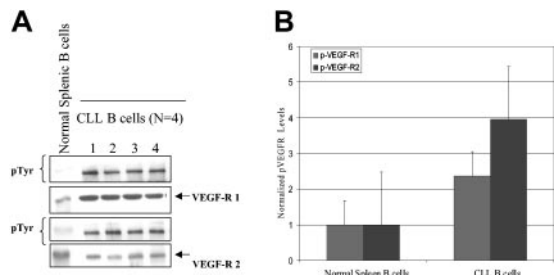 A
Normal Splenic B cells
CLL B cells (N=4)
1 2 3 4
pTyr
VEGF-R 1
pTyr
VEGF-R 2
B
p-VEGF-R1
p-VEGF-R2
Normalized pVEGFR Levels
6
5
4
3
2
1
0
Normal Spleen B cells
CLL B cells